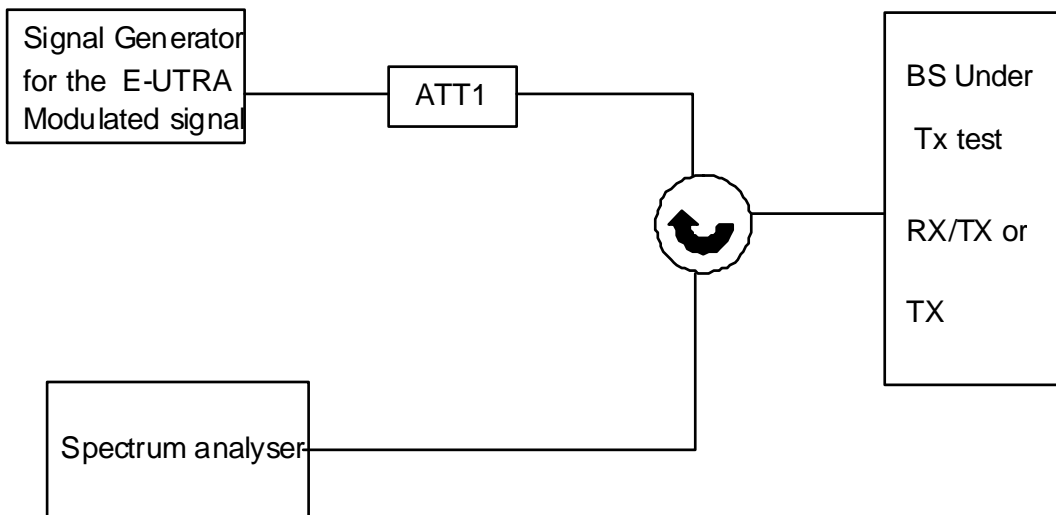 Signal Generator
for the E-UTRA
Modulated signal
ATT1
BS Under
Tx test
RX/TX or
TX
Spectrum analyser